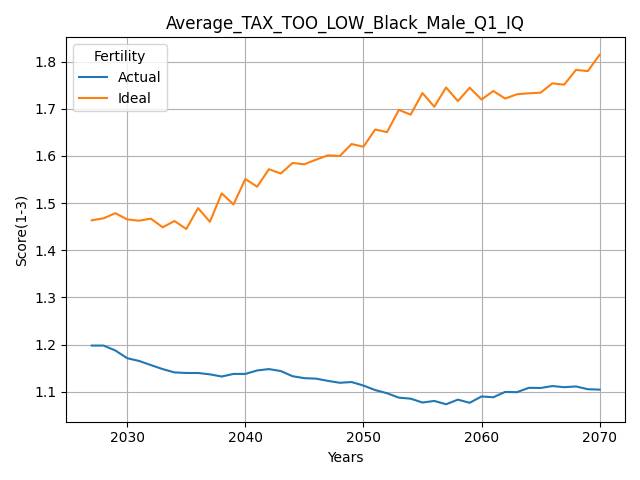 Average_TAX_TOO_LOW_Black_Male_Q1_IQ
Fertility
Actual
Ideal
Score(1-3)
1.8
1.7
1.6
1.5
1.4
1.3
1.2
1.1
2030 2040 2050 2060 2070
Years